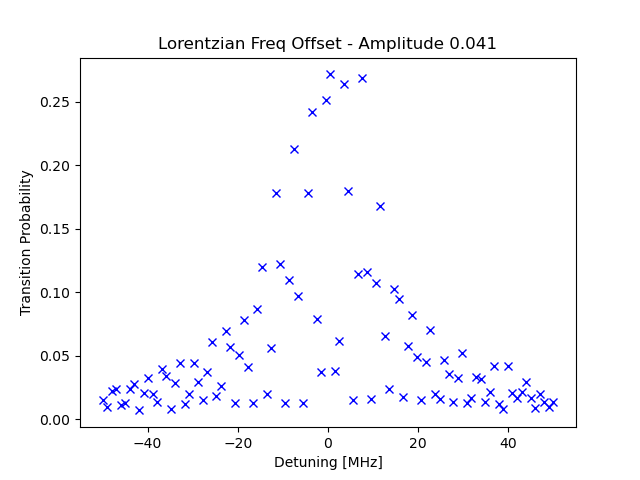 Lorentzian Freq Offset - Amplitude 0.041
Transition Probability
0.25
0.20
0.15
0.10
0.05
0.00
−40 −20 0 20 40
Detuning [MHz]